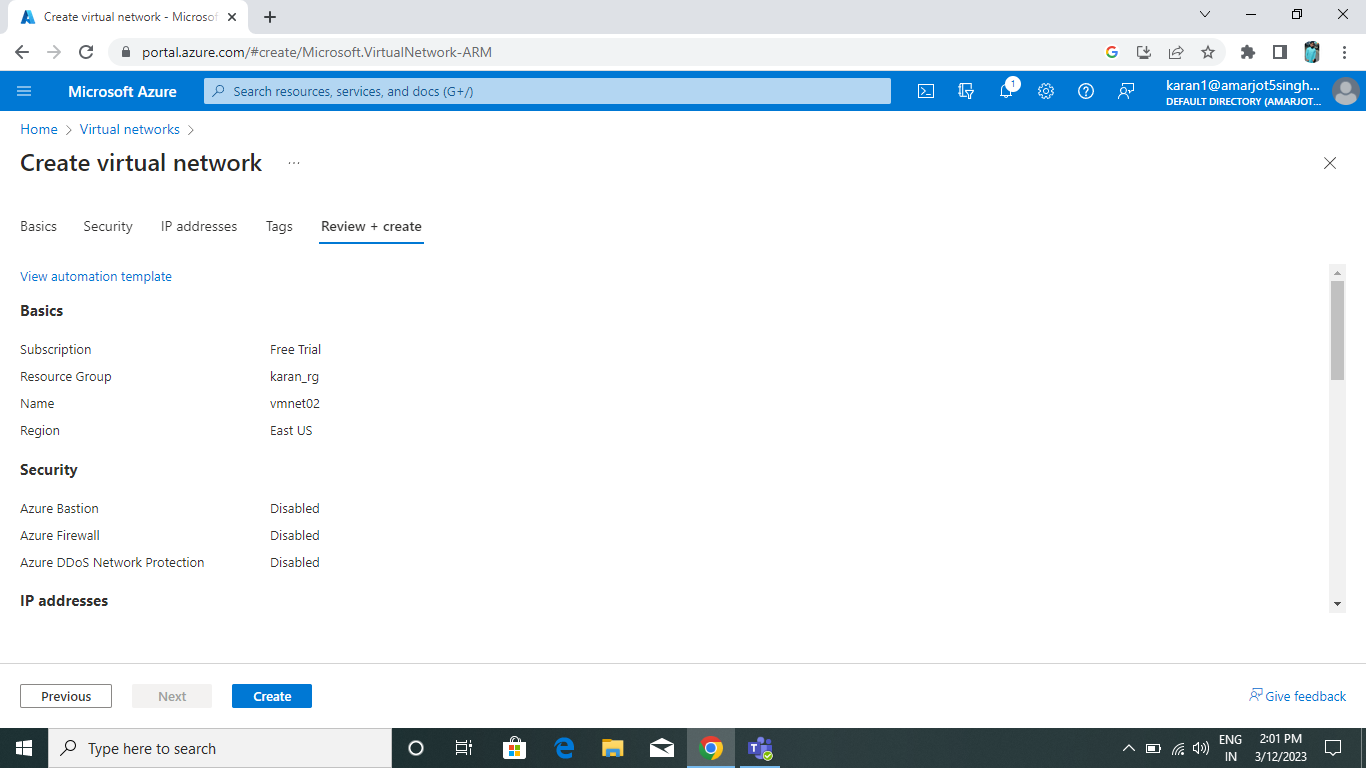 Create virtual network - Microsof
portal.azure.com/#create/Microsoft.VirtualNetwork-ARM
Microsoft Azure
Search resources, services, and docs (G+/)
1
karan1@amarjot5singh...
DEFAULT DIRECTORY (AMARJOT...
Home > Virtual networks >
Create virtual network ...
Basics Security IP addresses Tags Review + create
View automation template
Basics
Subscription Free Trial
Resource Group karan_rg
Name vmnet02
Region East US
Security
Azure Bastion Disabled
Azure Firewall Disabled
Azure DDoS Network Protection Disabled
IP addresses
Previous Next Create
Give feedback
Type here to search
ENG
IN
2:01 PM
3/12/2023